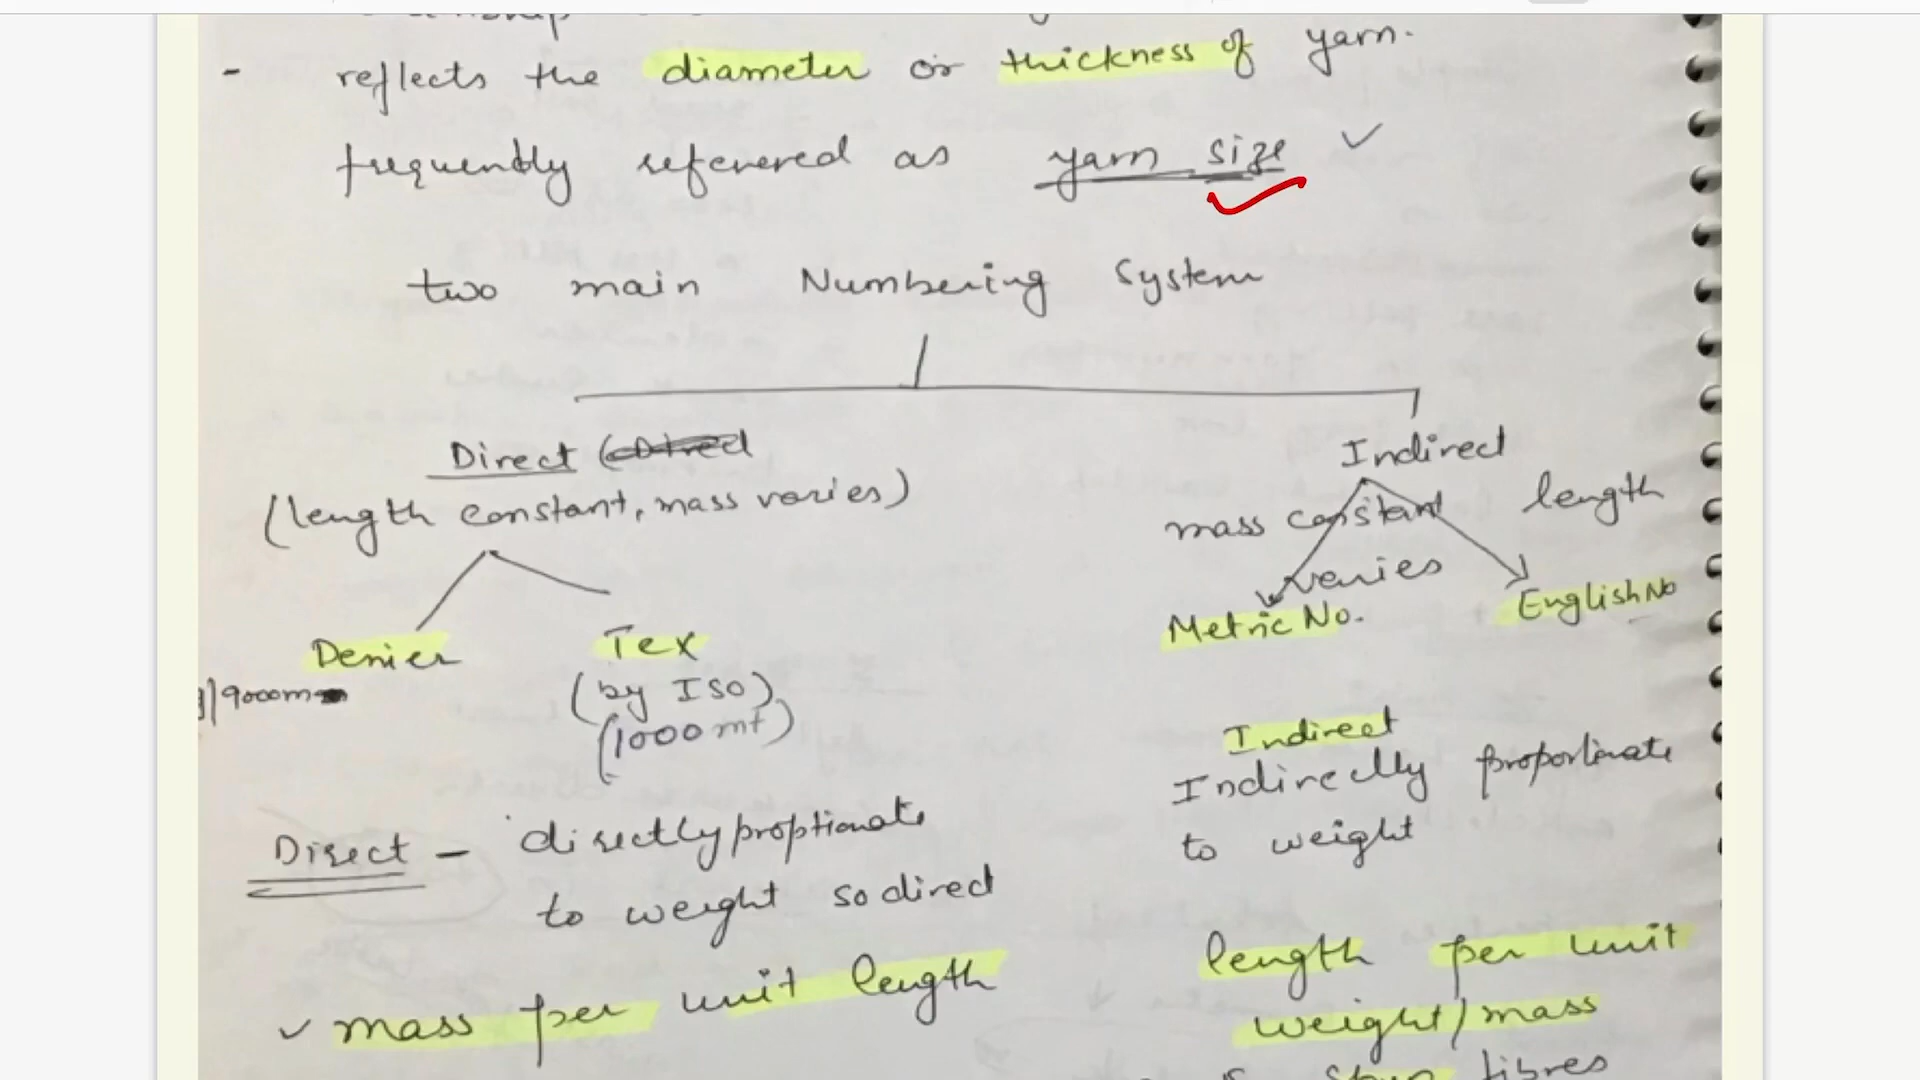 - reflects the diameter or thickness of yarn.
frequently refevered as yarn size
two main Numbering System
Direct
(length constant, mass varies)
Denier
Tex
/9000m
(by ISO)
(1000 mt)
Indirect
mass constant length
varies
Metric No.
English No
Direct - directly proptionate
to weight so direct
✓ mass per unit length
Indirect
Indirectly proportionate
to weight
length per unit
weight/mass
fibres